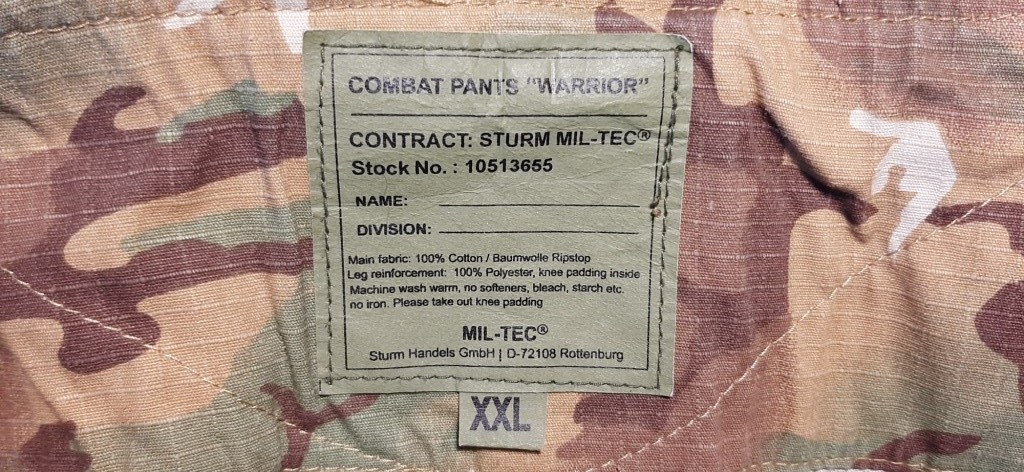 COMBAT PANTS "WARRIOR"
CONTRACT: STURM MIL-TEC®
Stock No. : 10513655
NAME:
DIVISION:
Main fabric: 100% Cotton / Baumwolle Ripstop
Leg reinforcement: 100% Polyester, knee padding inside
Machine wash warm, no softeners, bleach, starch etc.
no iron. Please take out knee padding
MIL-TEC®
Sturm Handels GmbH | D-72108 Rottenburg
XXL